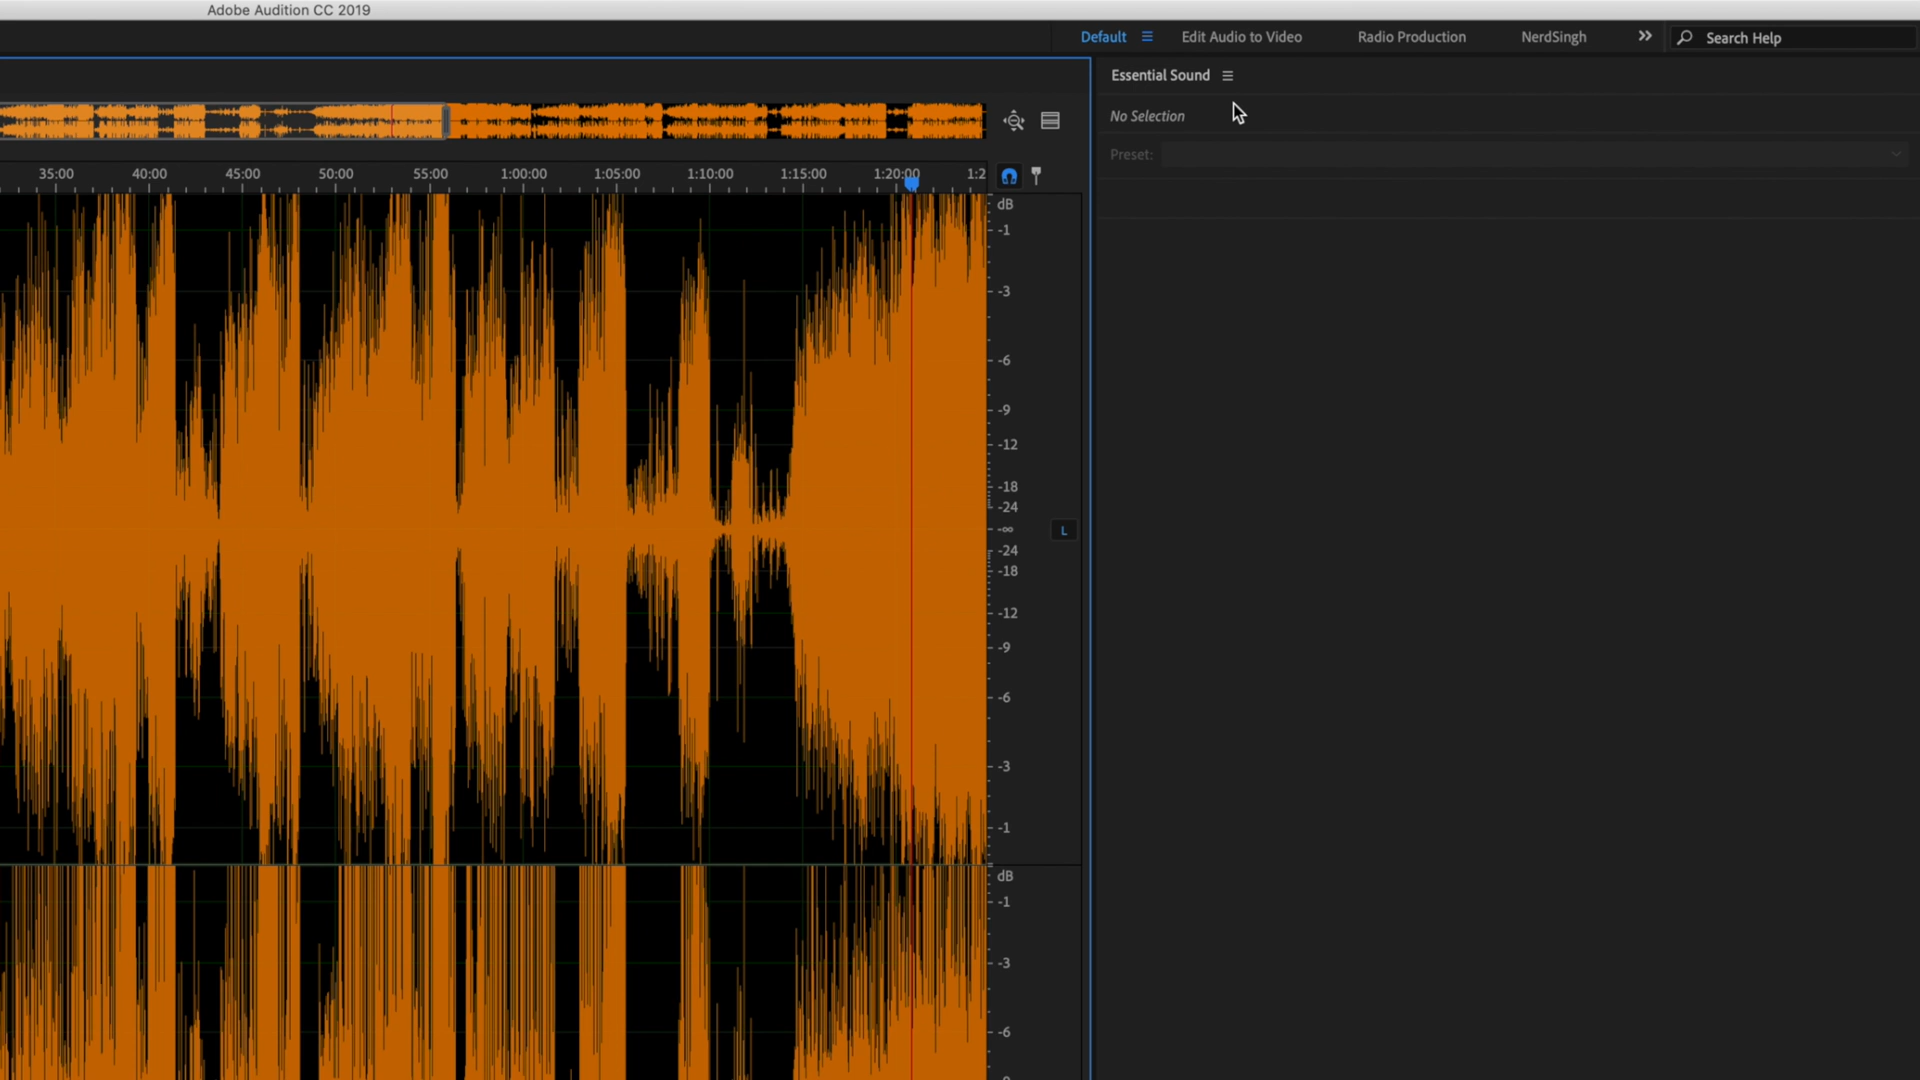 Adobe Audition CC 2019
Default Edit Audio to Video Radio Production NerdSingh Search Help
Essential Sound
No Selection
Preset:
35:00 40:00 45:00 50:00 55:00 1:00:00 1:05:00 1:10:00 1:15:00 1:20:00 1:2
dB
-1
-3
-6
-9
-12
-18
-24
-∞
L
-24
-18
-12
-9
-6
-3
-1
dB
-1
-3
-6